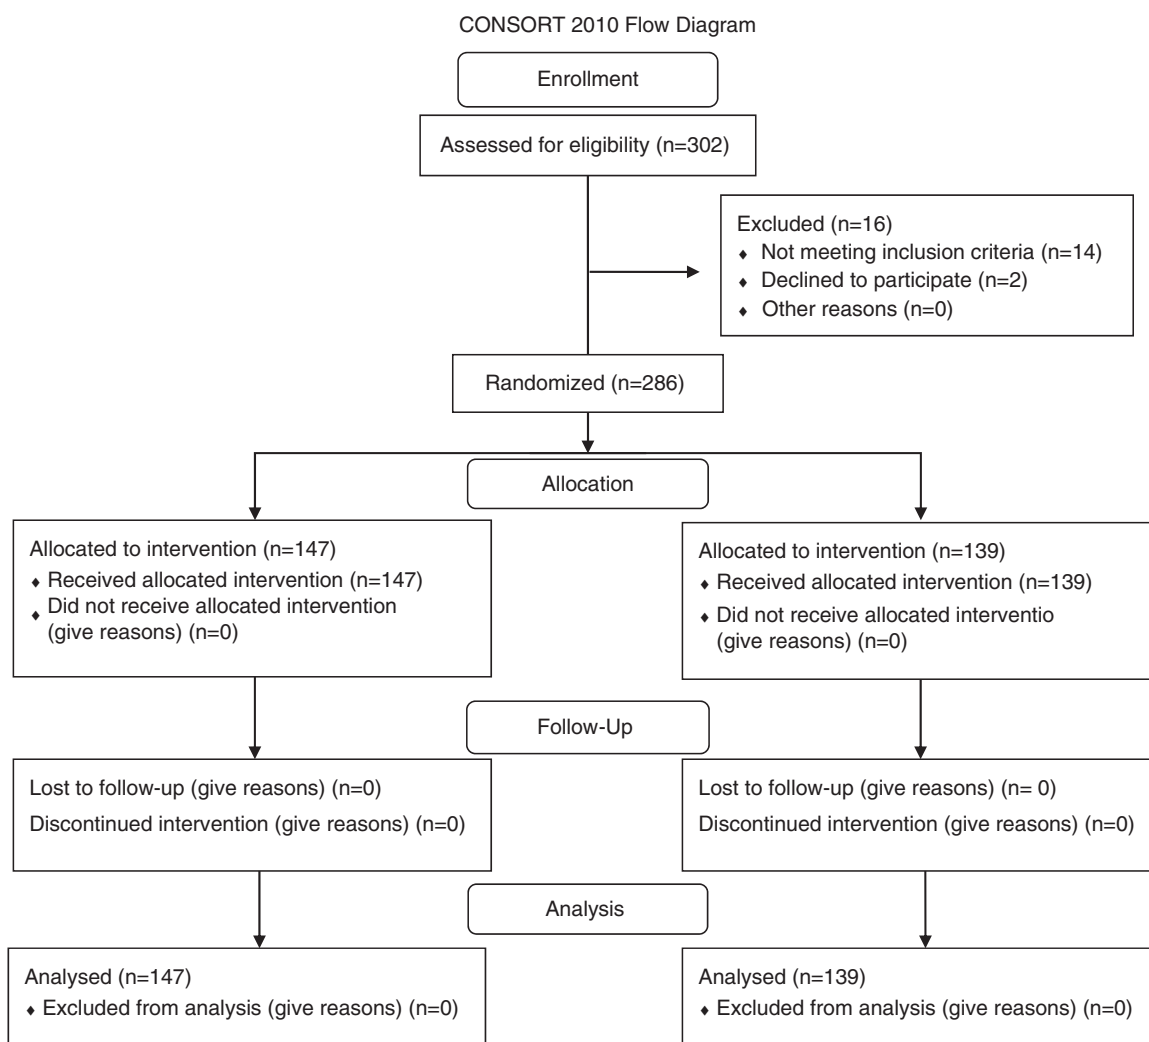 CONSORT 2010 Flow Diagram
Enrollment
Assessed for eligibility (n=302)
Excluded (n=16)
♦ Not meeting inclusion criteria (n=14)
♦ Declined to participate (n=2)
♦ Other reasons (n=0)
Randomized (n=286)
Allocation
Allocated to intervention (n=147)
♦ Received allocated intervention (n=147)
♦ Did not receive allocated intervention
(give reasons) (n=0)
Allocated to intervention (n=139)
♦ Received allocated intervention (n=139)
♦ Did not receive allocated interventio
(give reasons) (n=0)
Follow-Up
Lost to follow-up (give reasons) (n=0)
Discontinued intervention (give reasons) (n=0)
Lost to follow-up (give reasons) (n= 0)
Discontinued intervention (give reasons) (n=0)
Analysis
Analysed (n=147)
♦ Excluded from analysis (give reasons) (n=0)
Analysed (n=139)
♦ Excluded from analysis (give reasons) (n=0)